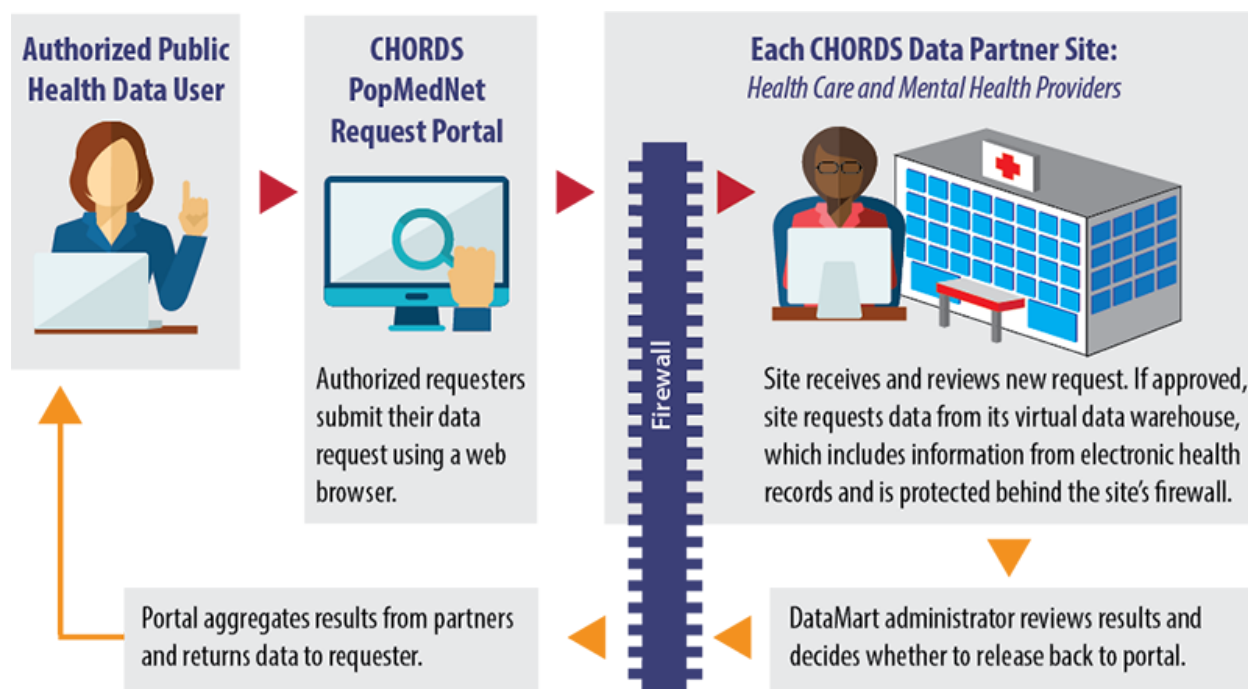 Authorized Public
Health Data User
CHORDS
PopMedNet
Request Portal
Authorized requesters
submit their data
request using a web
browser.
Firewall
Each CHORDS Data Partner Site:
Health Care and Mental Health Providers
Site receives and reviews new request. If approved,
site requests data from its virtual data warehouse,
which includes information from electronic health
records and is protected behind the site's firewall.
DataMart administrator reviews results and
decides whether to release back to portal.
Portal aggregates results from partners
and returns data to requester.